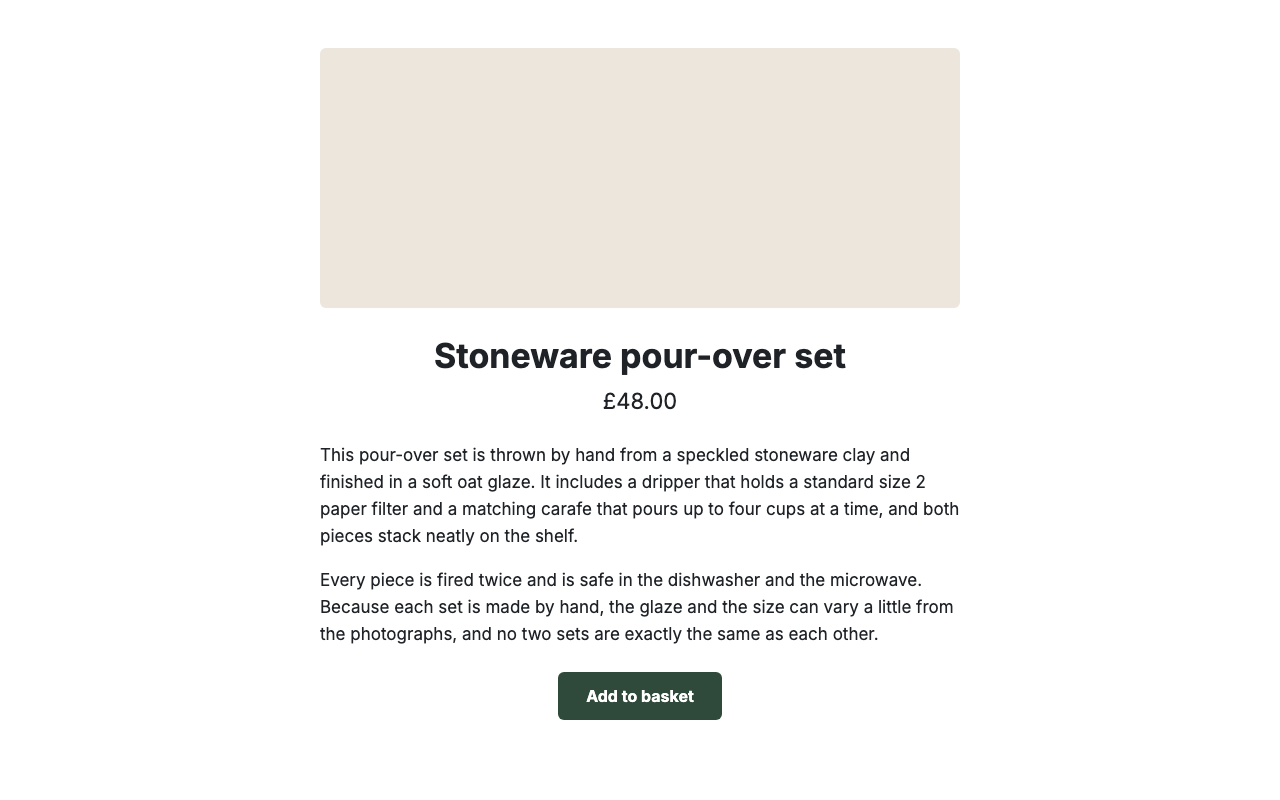 Stoneware pour-over set
£48.00
This pour-over set is thrown by hand from a speckled stoneware clay and
finished in a soft oat glaze. It includes a dripper that holds a standard size 2
paper filter and a matching carafe that pours up to four cups at a time, and both
pieces stack neatly on the shelf.
Every piece is fired twice and is safe in the dishwasher and the microwave.
Because each set is made by hand, the glaze and the size can vary a little from
the photographs, and no two sets are exactly the same as each other.
Add to basket